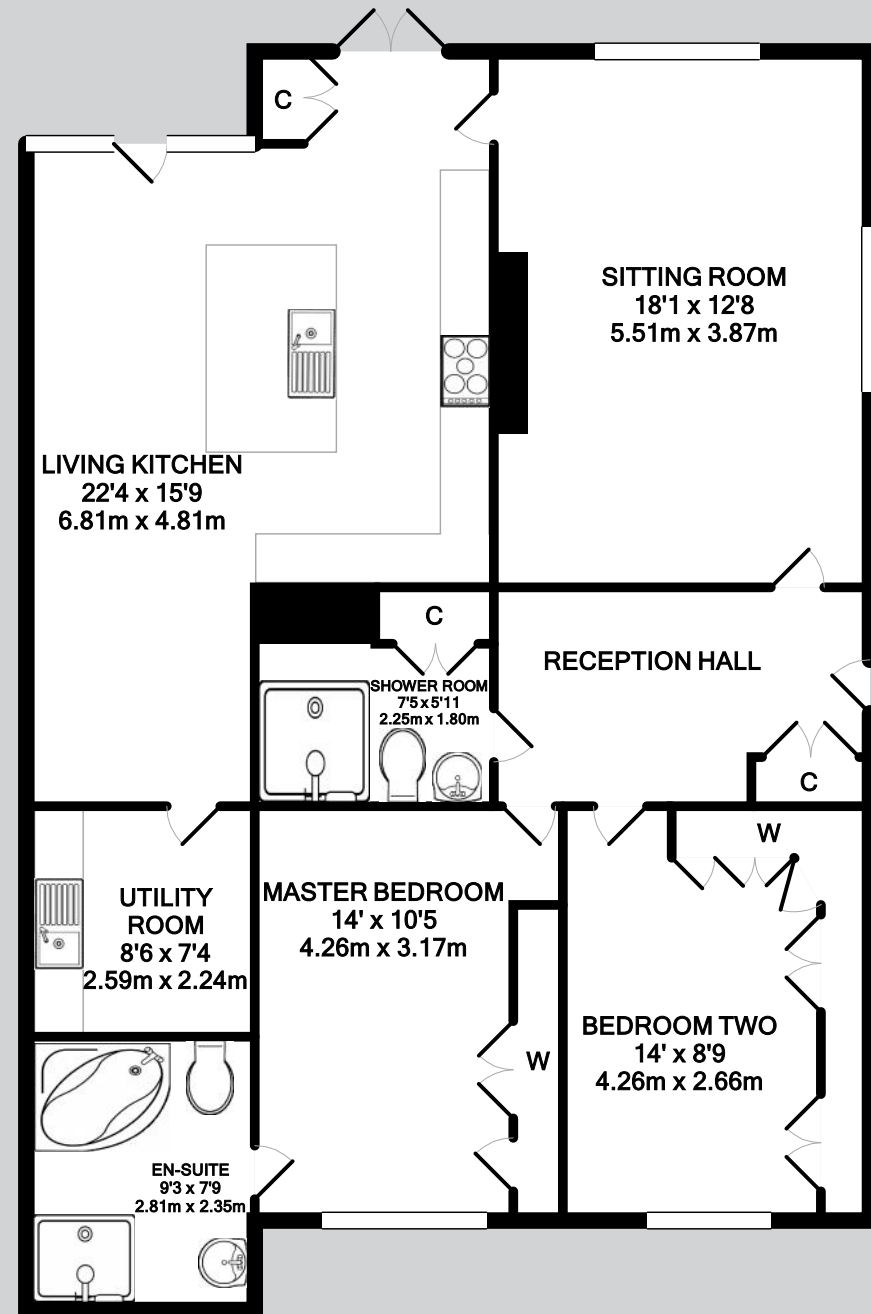 C
SITTING ROOM
18'1 x 12'8
5.51m x 3.87m
LIVING KITCHEN
22'4 x 15'9
6.81m x 4.81m
C
RECEPTION HALL
SHOWER ROOM
7'5 x 5'11
2.25m x 1.80m
C
W
UTILITY
ROOM
8'6 x 7'4
2.59m x 2.24m
MASTER BEDROOM
14' x 10'5
4.26m x 3.17m
W
BEDROOM TWO
14' x 8'9
4.26m x 2.66m
EN-SUITE
9'3 x 7'9
2.81m x 2.35m